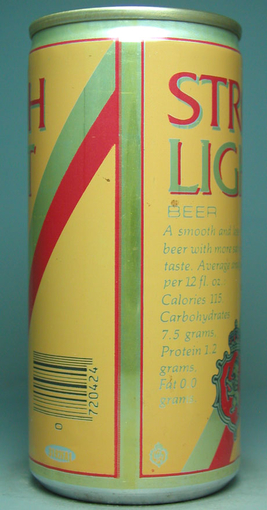 H
T
STR
LIG
BEER
A smooth and
beer with more
taste. Average
per 12 fl. oz.
Calories 115
Carbohydrates
7.5 grams.
Protein 1.2
grams.
Fat 0.0
grams.
0
720424